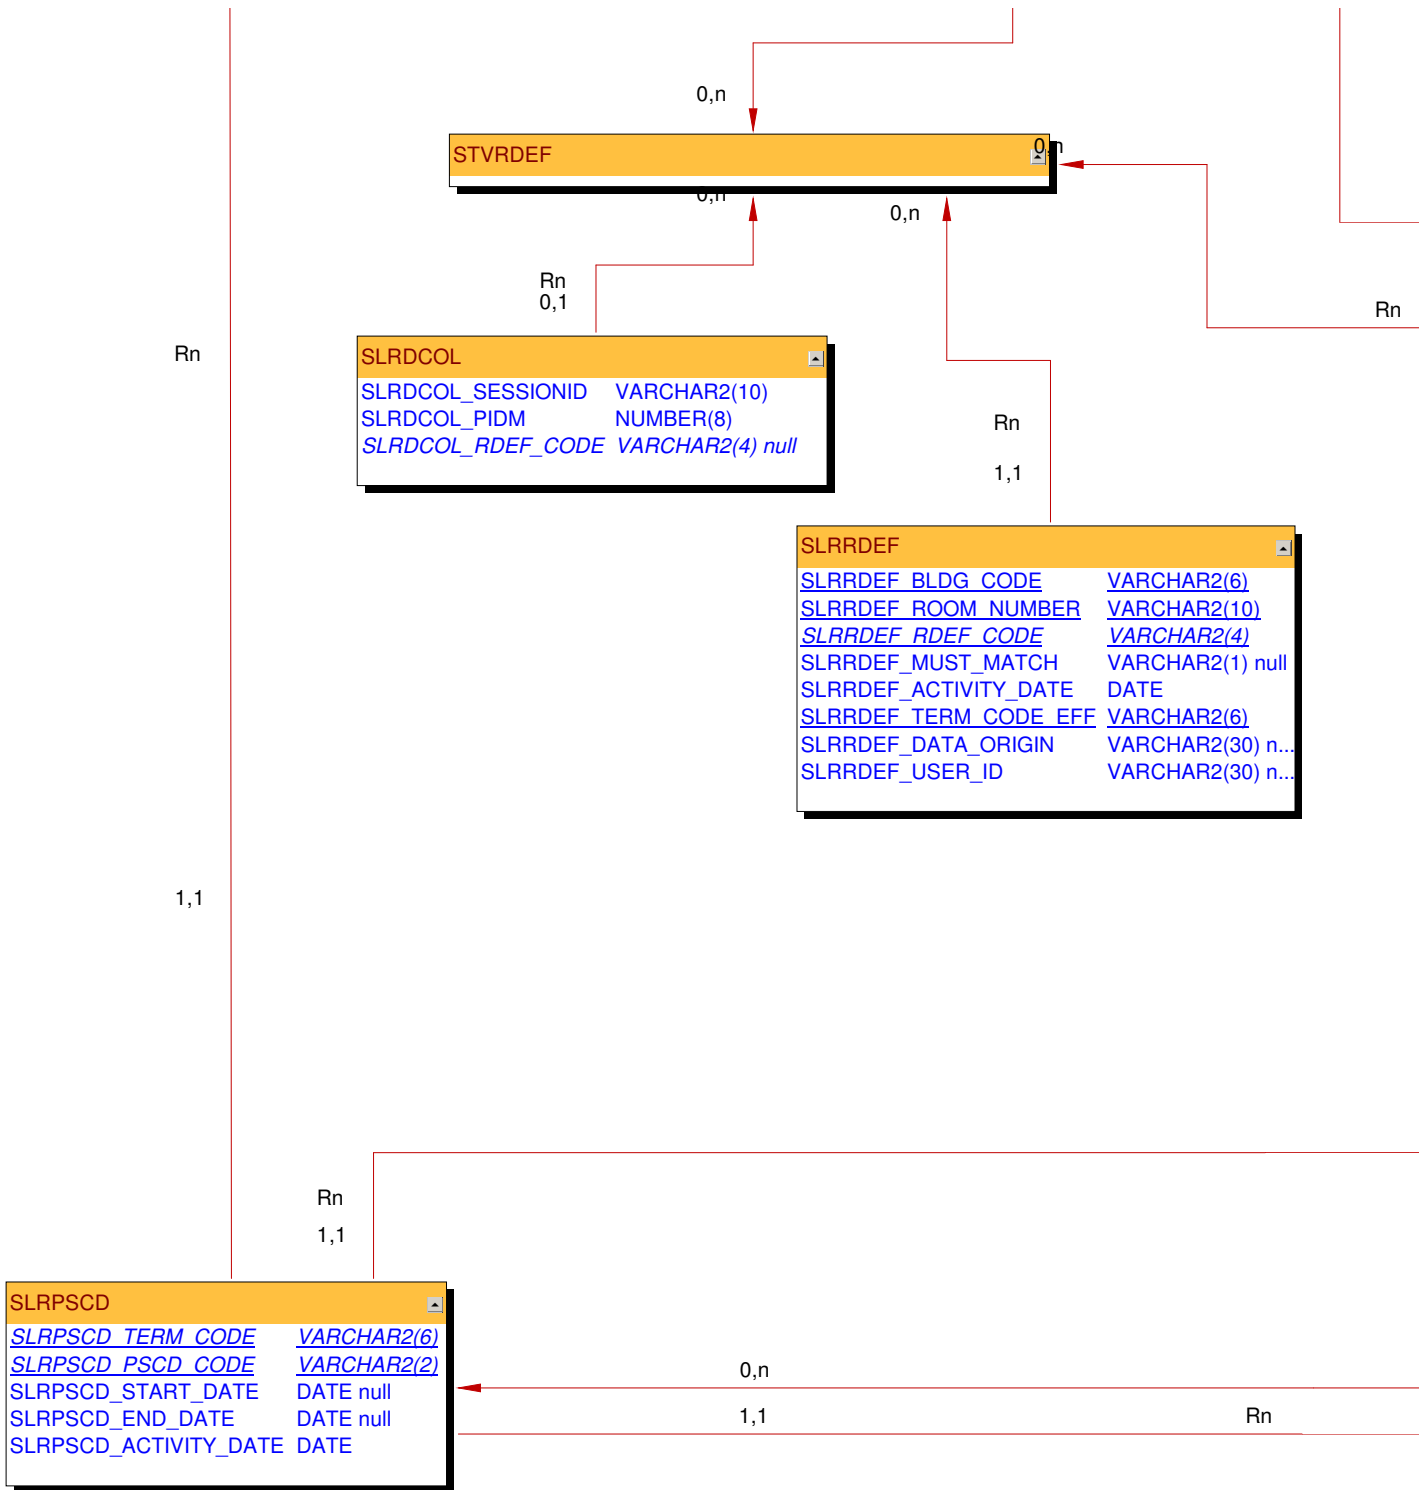 0,n
STVRDEF
0,n
0,n
0,n
Rn
0,1
Rn
Rn
SLRDCOL
SLRDCOL_SESSIONID VARCHAR2(10)
SLRDCOL_PIDM NUMBER(8)
SLRDCOL_RDEF_CODE VARCHAR2(4) null
Rn
1,1
SLRRDEF
SLRRDEF_BLDG_CODE VARCHAR2(6)
SLRRDEF_ROOM_NUMBER VARCHAR2(10)
SLRRDEF_RDEF_CODE VARCHAR2(4)
SLRRDEF_MUST_MATCH VARCHAR2(1) null
SLRRDEF_ACTIVITY_DATE DATE
SLRRDEF_TERM_CODE_EFF VARCHAR2(6)
SLRRDEF_DATA_ORIGIN VARCHAR2(30) n...
SLRRDEF_USER_ID VARCHAR2(30) n...
1,1
Rn
1,1
SLRPSCD
SLRPSCD_TERM_CODE VARCHAR2(6)
SLRPSCD_PSCD_CODE VARCHAR2(2)
SLRPSCD_START_DATE DATE null
SLRPSCD_END_DATE DATE null
SLRPSCD_ACTIVITY_DATE DATE
0,n
1,1
Rn